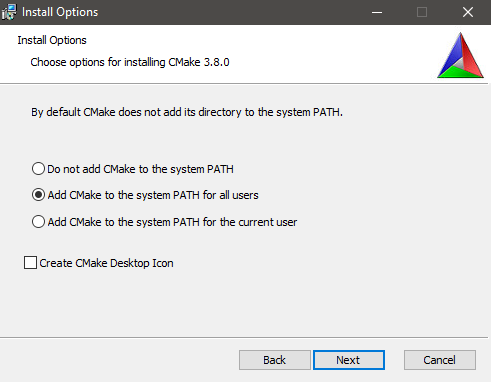 Install Options
Install Options
Choose options for installing CMake 3.8.0
By default CMake does not add its directory to the system PATH.
Do not add CMake to the system PATH
Add CMake to the system PATH for all users
Add CMake to the system PATH for the current user
Create CMake Desktop Icon
Back
Next
Cancel